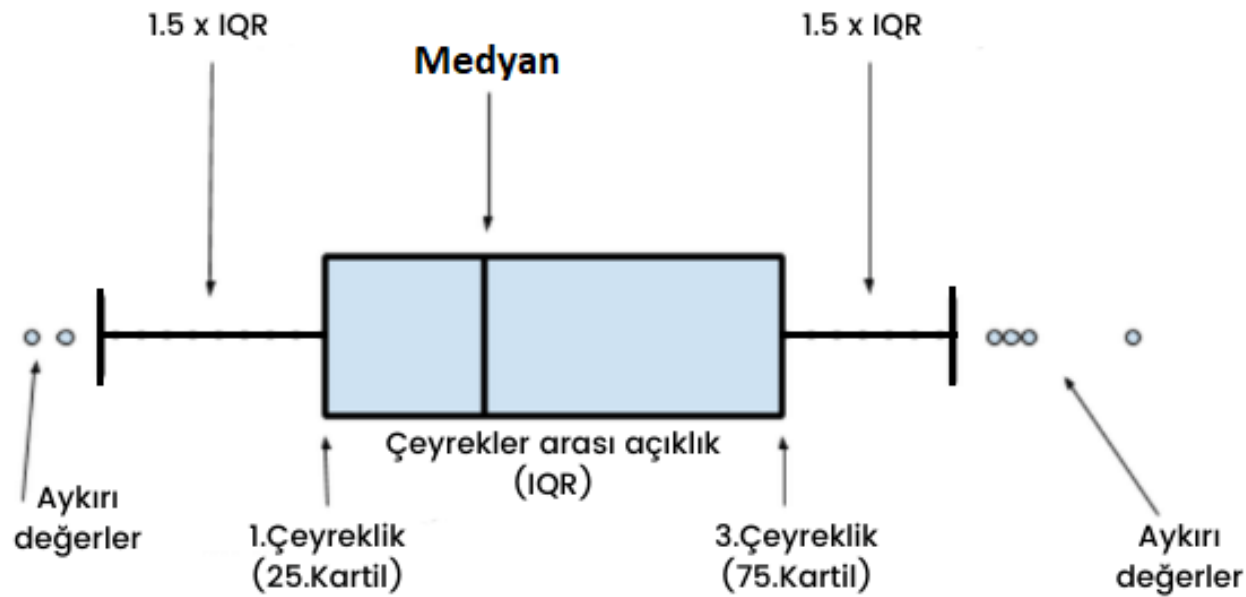 1.5 x IQR
Medyan
1.5 x IQR
Çeyrekler arası açıklık
(IQR)
Aykırı
değerler
1.Çeyreklik
(25.Kartil)
3.Çeyreklik
(75.Kartil)
Aykırı
değerler